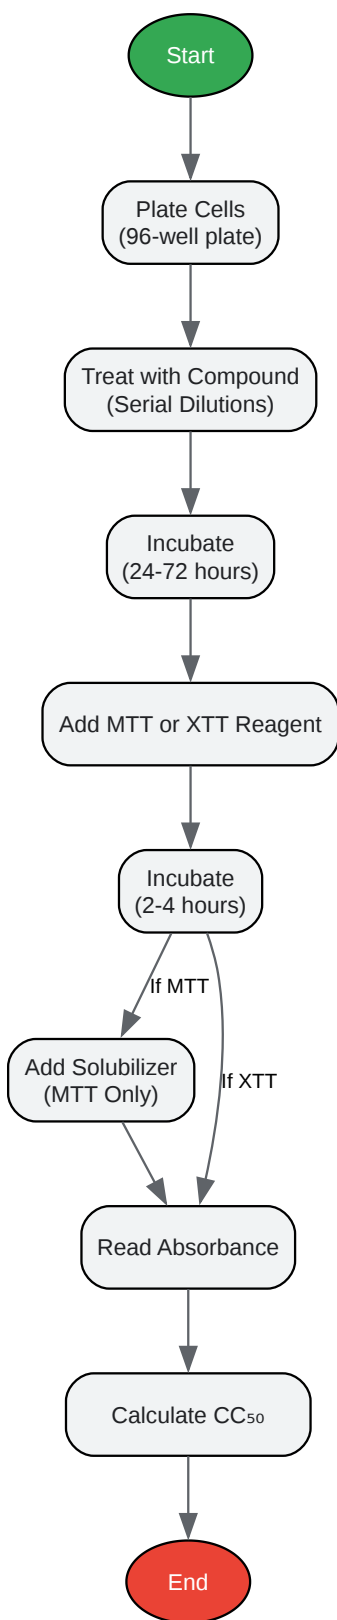 Start
Plate Cells
(96-well plate)
Treat with Compound
(Serial Dilutions)
Incubate
(24-72 hours)
Add MTT or XTT Reagent
Incubate
(2-4 hours)
If MTT
Add Solubilizer
(MTT Only)
If XTT
Read Absorbance
Calculate CC₅₀
End